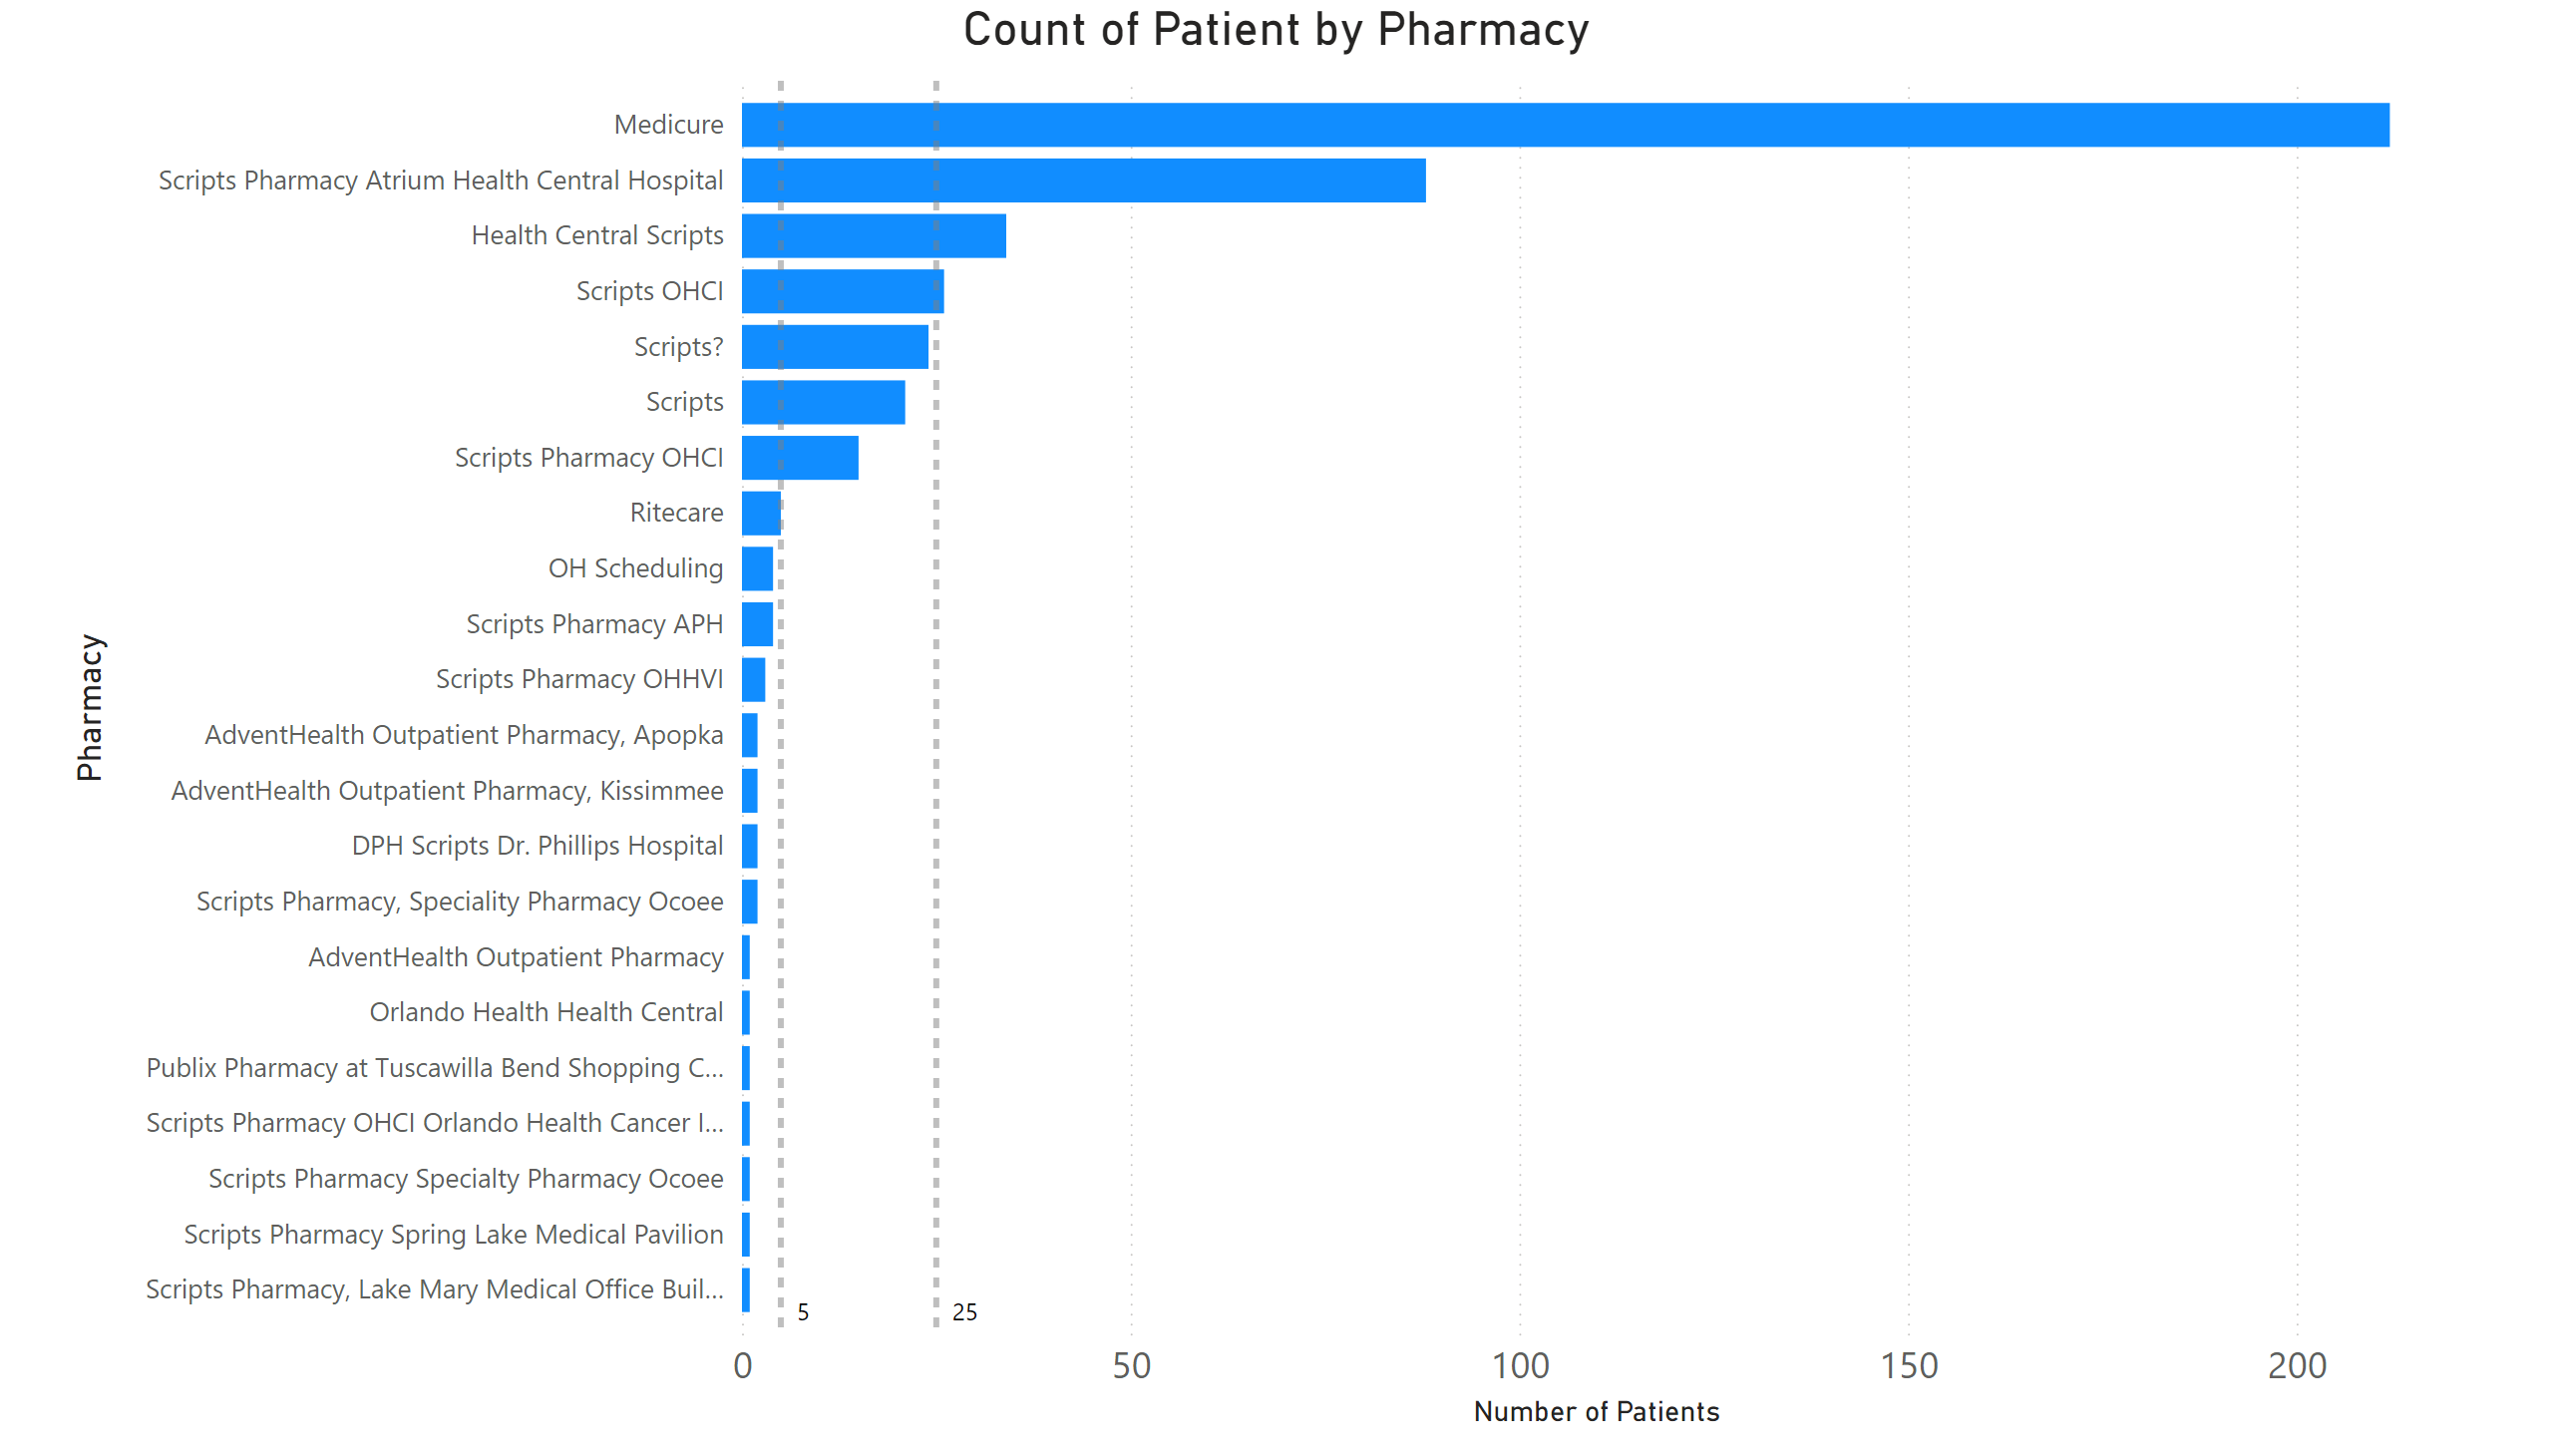 Count of Patient by Pharmacy
Medicure
Scripts Pharmacy Atrium Health Central Hospital
Health Central Scripts
Scripts OHCI
Scripts?
Scripts
Scripts Pharmacy OHCI
Ritecare
OH Scheduling
Scripts Pharmacy APH
Scripts Pharmacy OHHVI
AdventHealth Outpatient Pharmacy, Apopka
AdventHealth Outpatient Pharmacy, Kissimmee
DPH Scripts Dr. Phillips Hospital
Scripts Pharmacy, Speciality Pharmacy Ocoee
AdventHealth Outpatient Pharmacy
Orlando Health Health Central
Publix Pharmacy at Tuscawilla Bend Shopping C...
Scripts Pharmacy OHCI Orlando Health Cancer I...
Scripts Pharmacy Specialty Pharmacy Ocoee
Scripts Pharmacy Spring Lake Medical Pavilion
Scripts Pharmacy, Lake Mary Medical Office Buil...
Pharmacy
5 25
0 50 100 150 200
Number of Patients